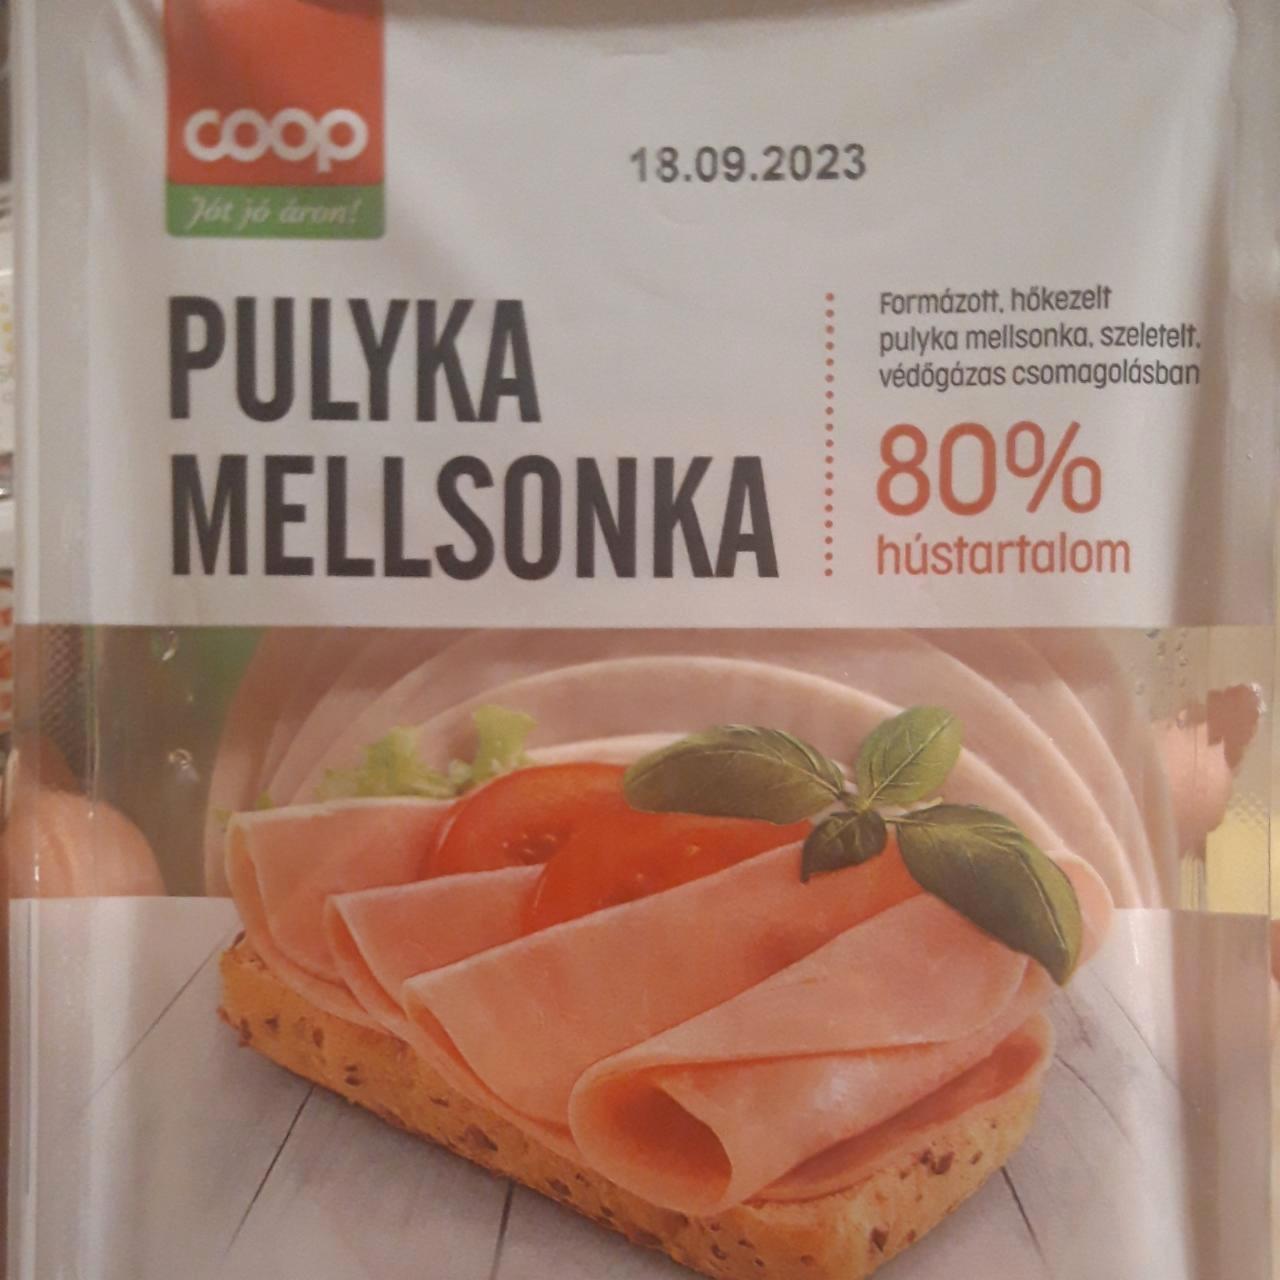 coop
Jót jó áron!
18.09.2023
PULYKA
MELLSONKA
Formázott, hőkezelt
pulyka mellsonka, szeletelt,
védőgázas csomagolásban
80%
hústartalom